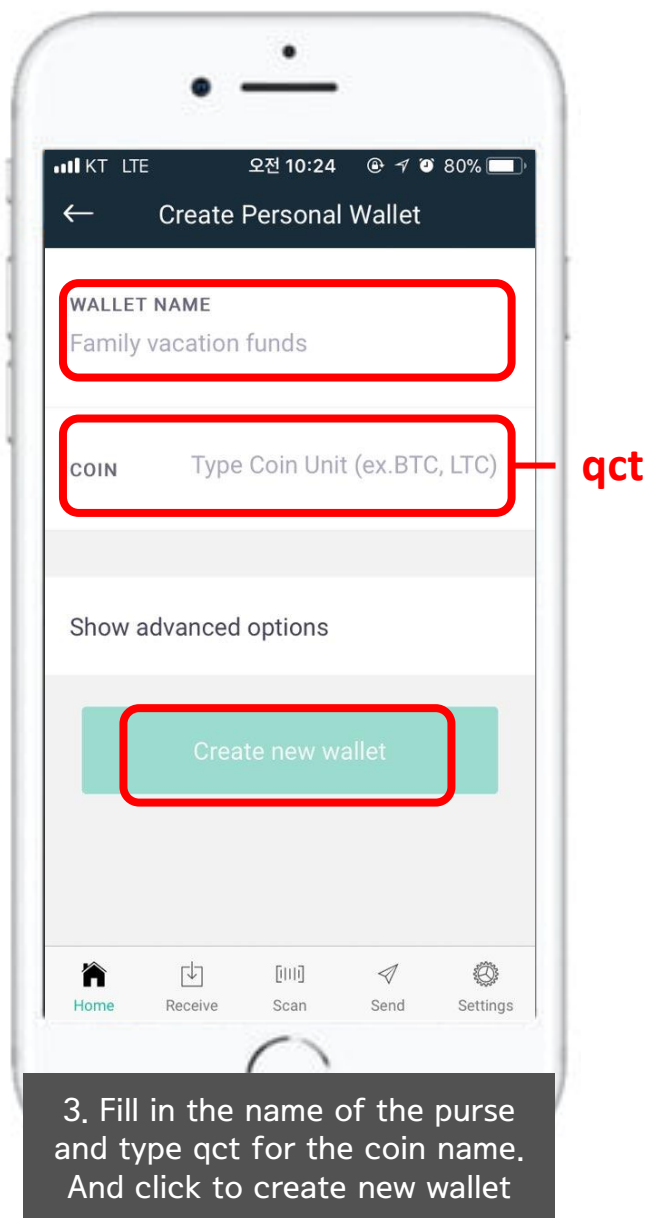 KT LTE 오전 10:24 80%
Create Personal Wallet
WALLET NAME
Family vacation funds
COIN Type Coin Unit (ex.BTC, LTC)
qct
Show advanced options
Create new wallet
Home Receive Scan Send Settings
3. Fill in the name of the purse
and type qct for the coin name.
And click to create new wallet